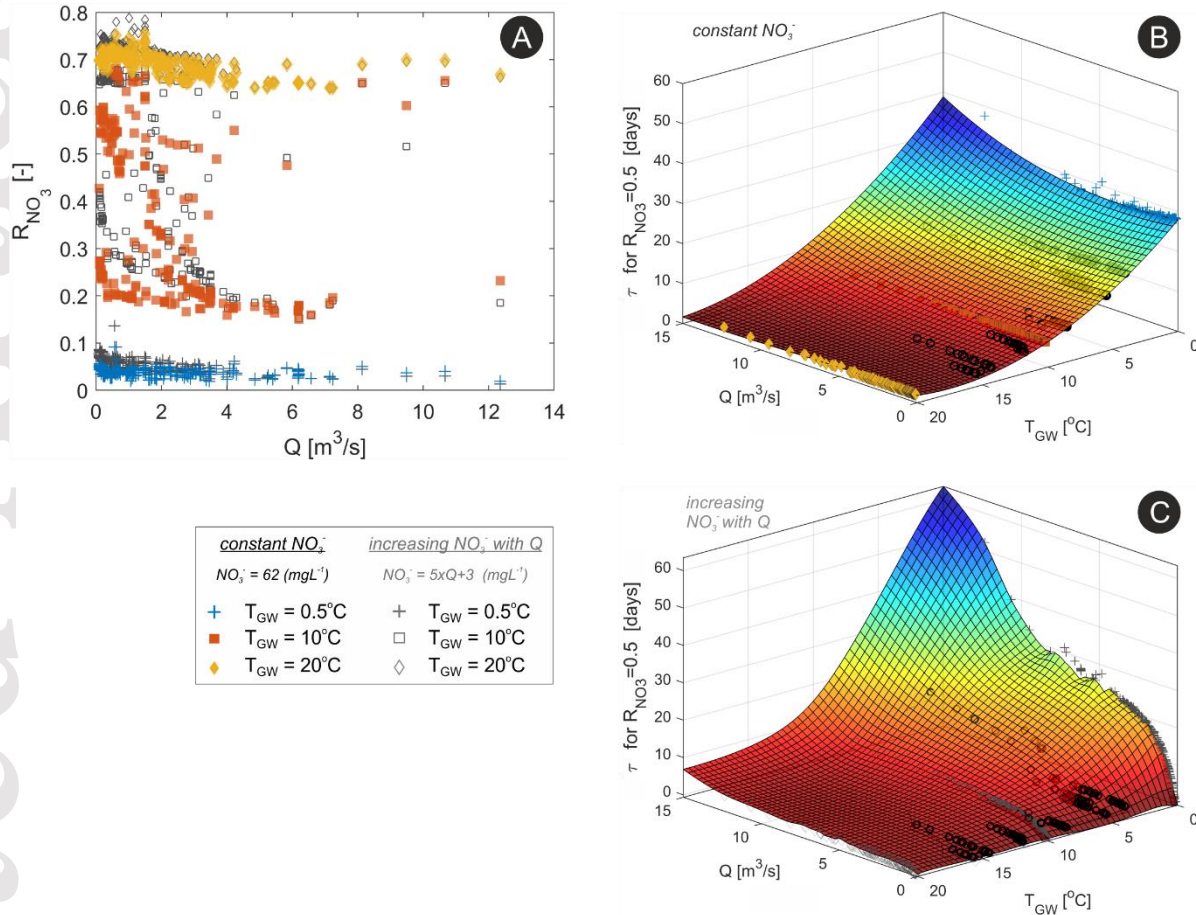 A
0.8
0.7
0.6
0.5
0.4
0.3
0.2
0.1
0
R_NO3 [-]
0 2 4 6 8 10 12 14
Q [m³/s]
constant NO₃⁻
B
60
50
40
30
20
10
0
τ for R_NO3=0.5 [days]
15
10
5
0
Q [m³/s]
20
15
10
5
0
T_GW [°C]
increasing
NO₃⁻ with Q
C
60
50
40
30
20
10
0
τ for R_NO3=0.5 [days]
15
10
5
0
Q [m³/s]
20
15
10
5
0
T_GW [°C]
constant NO₃⁻ increasing NO₃⁻ with Q
NO₃⁻ = 62 (mgL⁻¹) NO₃⁻ = 5xQ+3 (mgL⁻¹)
T_GW = 0.5°C T_GW = 0.5°C
T_GW = 10°C T_GW = 10°C
T_GW = 20°C T_GW = 20°C